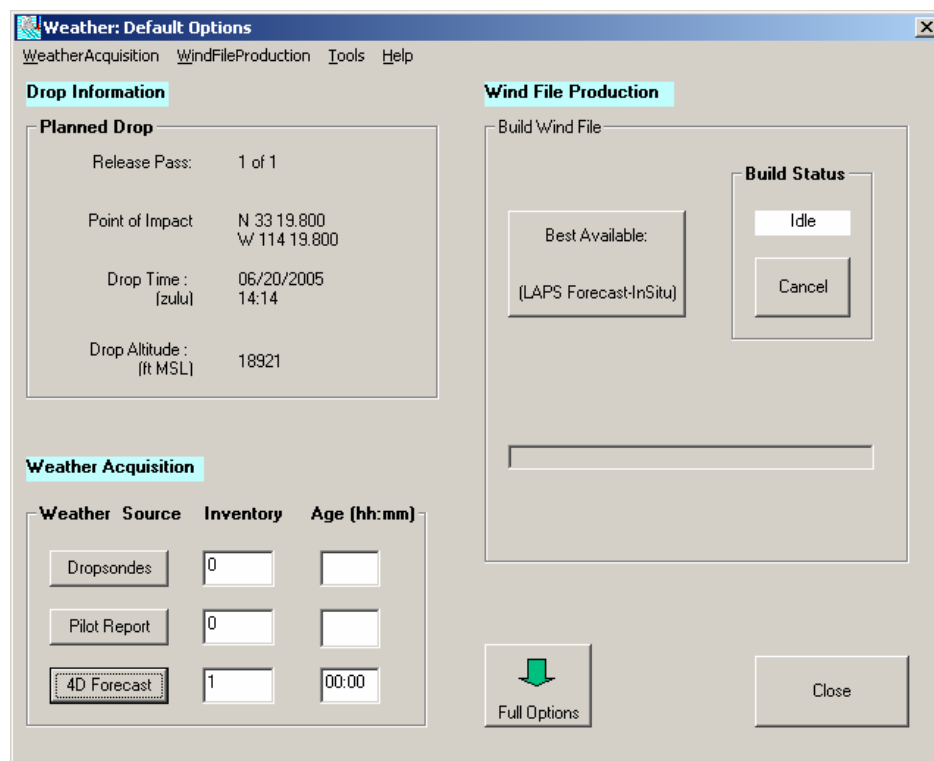 Weather: Default Options
WeatherAcquisition WindFileProduction Tools Help
Drop Information
Planned Drop
Release Pass: 1 of 1
Point of Impact N 33 19.800
W 114 19.800
Drop Time : 06/20/2005
(zulu) 14:14
Drop Altitude :
(ft MSL) 18921
Weather Acquisition
Weather Source Inventory Age (hh:mm)
Dropsondes 0
Pilot Report 0
4D Forecast 1 00:00
Wind File Production
Build Wind File
Build Status
Idle
Cancel
Best Available:
(LAPS Forecast-InSitu)
Full Options
Close